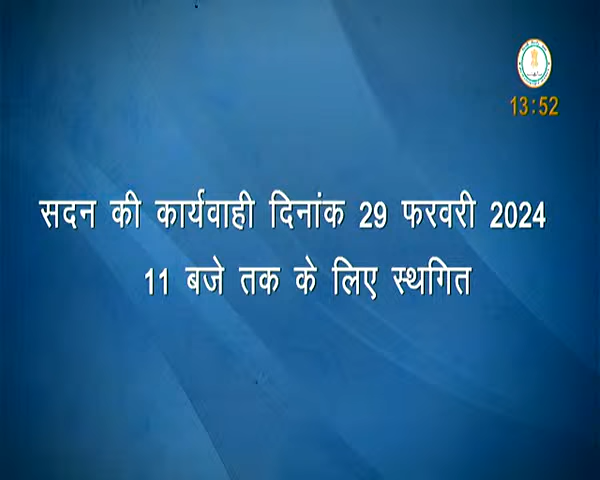 13:52
सदन की कार्यवाही दिनांक 29 फरवरी 2024
11 बजे तक के लिए स्थगित